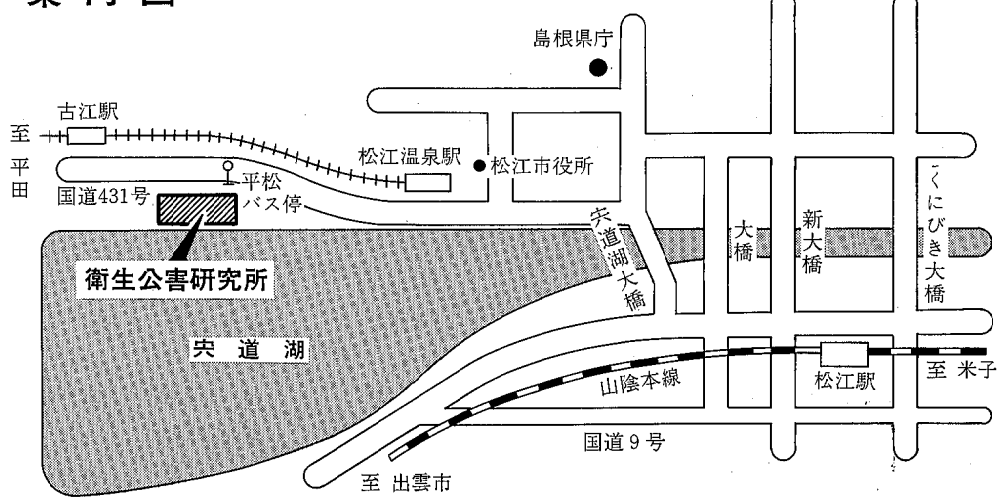 案内図
島根県庁
古江駅
至 平田
松江温泉駅
松江市役所
国道431号
平松
バス停
衛生公害研究所
宍道湖
宍道湖大橋
大橋
新大橋
くにびき大橋
山陰本線
松江駅
至 米子
国道9号
至 出雲市